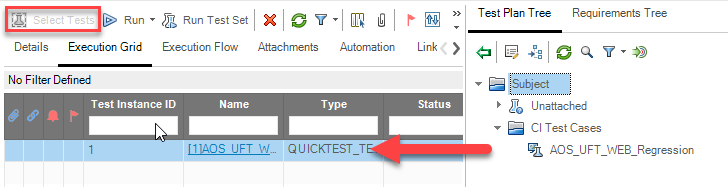 Select Tests Run Run Test Set
Details Execution Grid Execution Flow Attachments Automation Link
No Filter Defined
Test Instance ID Name Type Status
1 [1]AOS_UFT_W... QUICKTEST_TE
Test Plan Tree Requirements Tree
Subject
Unattached
CI Test Cases
AOS_UFT_WEB_Regression